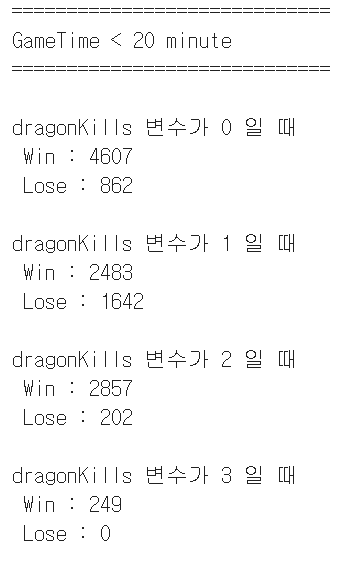 =============================
GameTime < 20 minute
=============================
dragonKills 변수가 0 일 때
Win : 4607
Lose : 862
dragonKills 변수가 1 일 때
Win : 2483
Lose : 1642
dragonKills 변수가 2 일 때
Win : 2857
Lose : 202
dragonKills 변수가 3 일 때
Win : 249
Lose : 0